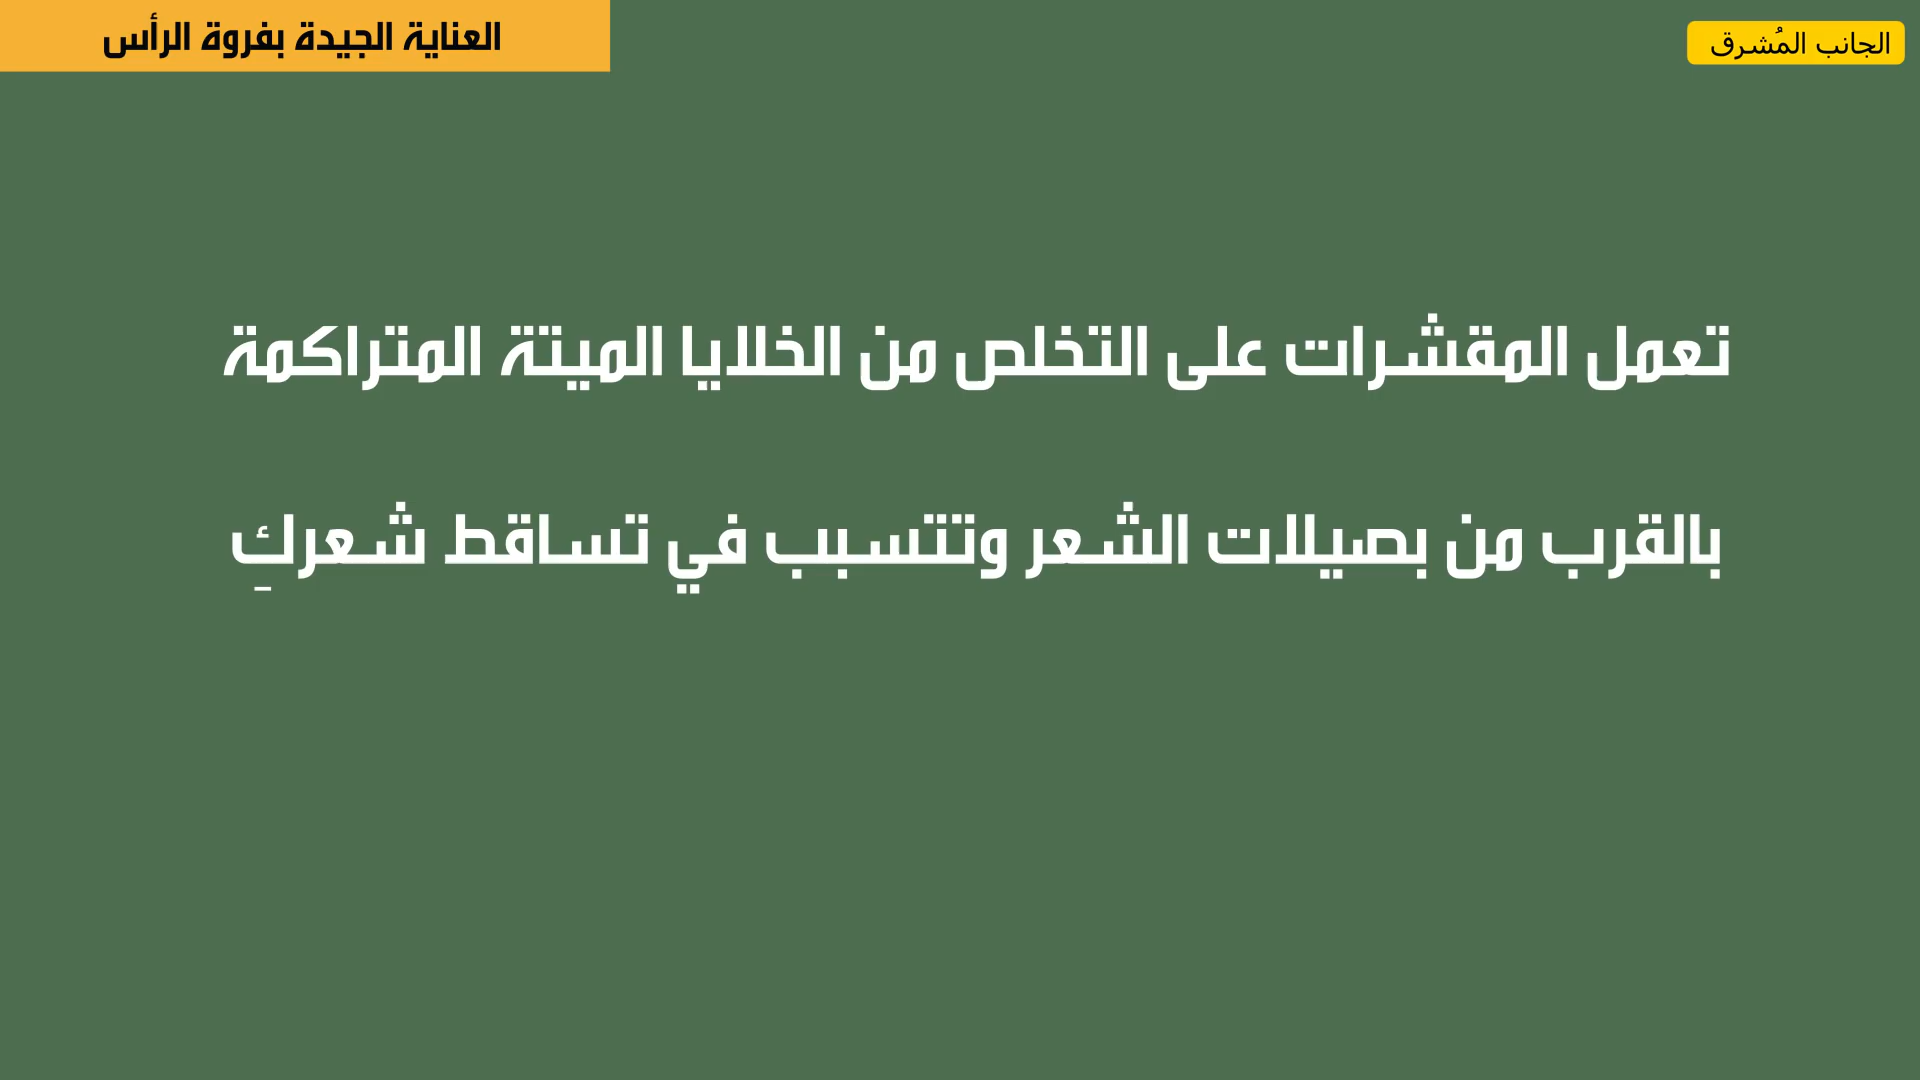 الجانب المُشرق
العناية الجيدة بفروة الرأس
تعمل المقشرات على التخلص من الخلايا الميتة المتراكمة
بالقرب من بصيلات الشعر وتتسبب في تساقط شعركِ